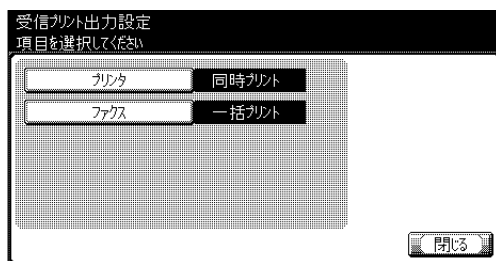 受信プリント出力設定
項目を選択してください
プリンタ 同時プリント
ファクス 一括プリント
閉じる